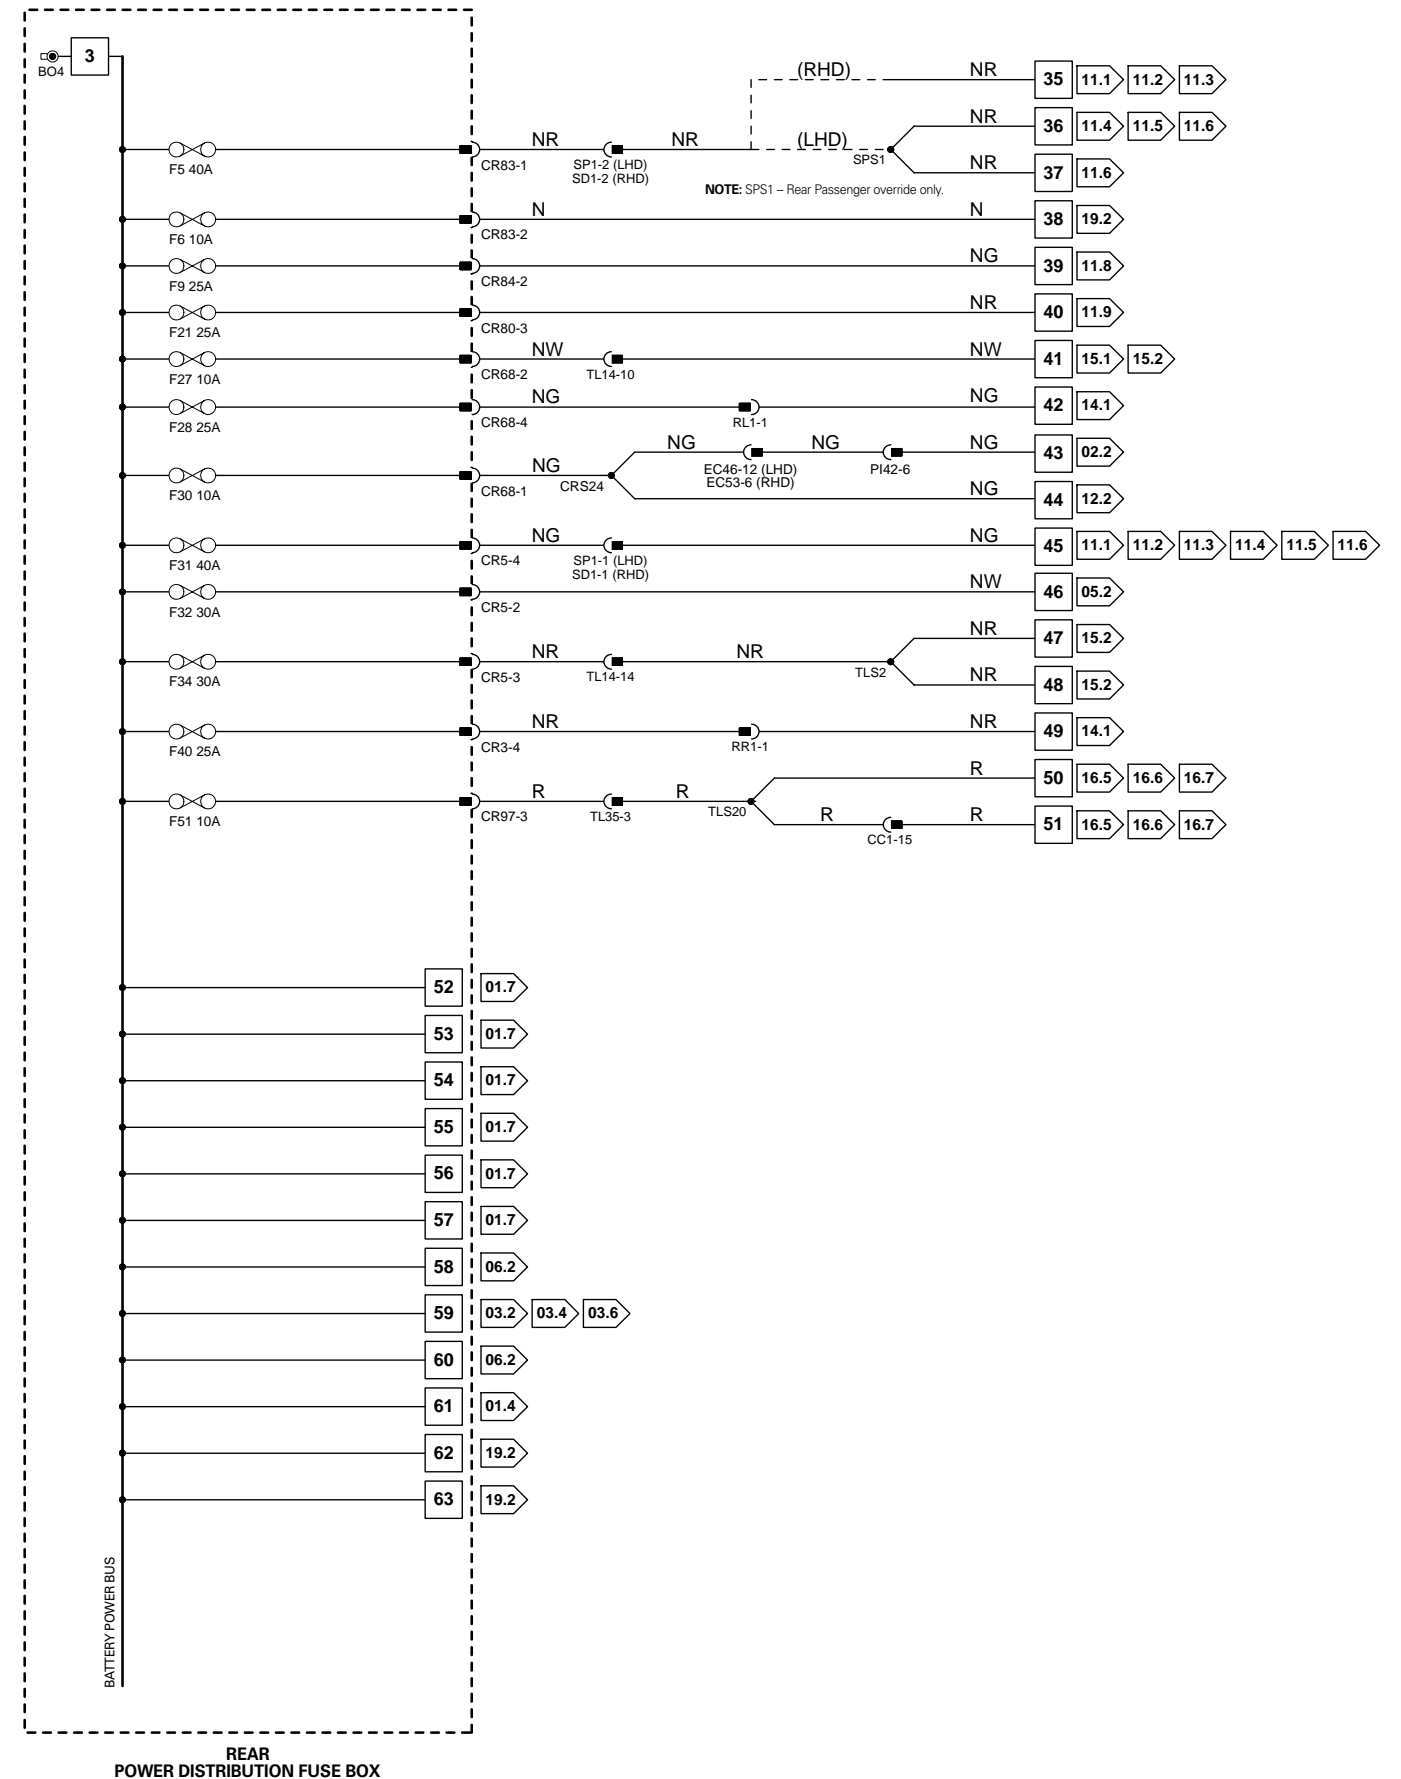 3
BO4
(RHD) NR 35 11.1 11.2 11.3
NR 36 11.4 11.5 11.6
NR NR (LHD)
F5 40A CR83-1 SP1-2 (LHD) SPS1
SD1-2 (RHD)
NR 37 11.6
NOTE: SPS1 – Rear Passenger override only.
N N 38 19.2
F6 10A CR83-2
NG 39 11.8
F9 25A CR84-2
NR 40 11.9
F21 25A CR80-3
NW NW 41 15.1 15.2
F27 10A CR68-2 TL14-10
NG NG 42 14.1
F28 25A CR68-4 RL1-1
NG NG NG 43 02.2
EC46-12 (LHD) PI42-6
EC53-6 (RHD)
NG
F30 10A CR68-1 CRS24
NG 44 12.2
NG NG 45 11.1 11.2 11.3 11.4 11.5 11.6
F31 40A CR5-4 SP1-1 (LHD)
SD1-1 (RHD)
NW 46 05.2
F32 30A CR5-2
NR 47 15.2
NR NR
F34 30A CR5-3 TL14-14 TLS2
NR 48 15.2
NR NR 49 14.1
F40 25A CR3-4 RR1-1
R 50 16.5 16.6 16.7
R R
F51 10A CR97-3 TL35-3 TLS20
R R 51 16.5 16.6 16.7
CC1-15
52 01.7
53 01.7
54 01.7
55 01.7
56 01.7
57 01.7
58 06.2
59 03.2 03.4 03.6
60 06.2
61 01.4
62 19.2
63 19.2
BATTERY POWER BUS
REAR
POWER DISTRIBUTION FUSE BOX